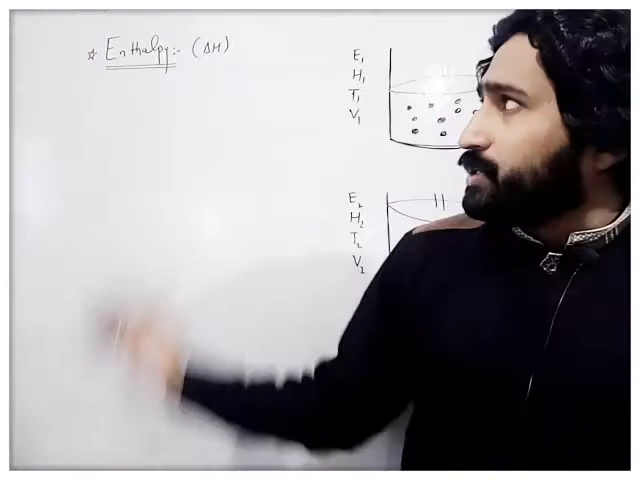 ☆ Enthalpy:- (ΔH)
E₁
H₁
T₁
V₁
E₂
H₂
T₂
V₂